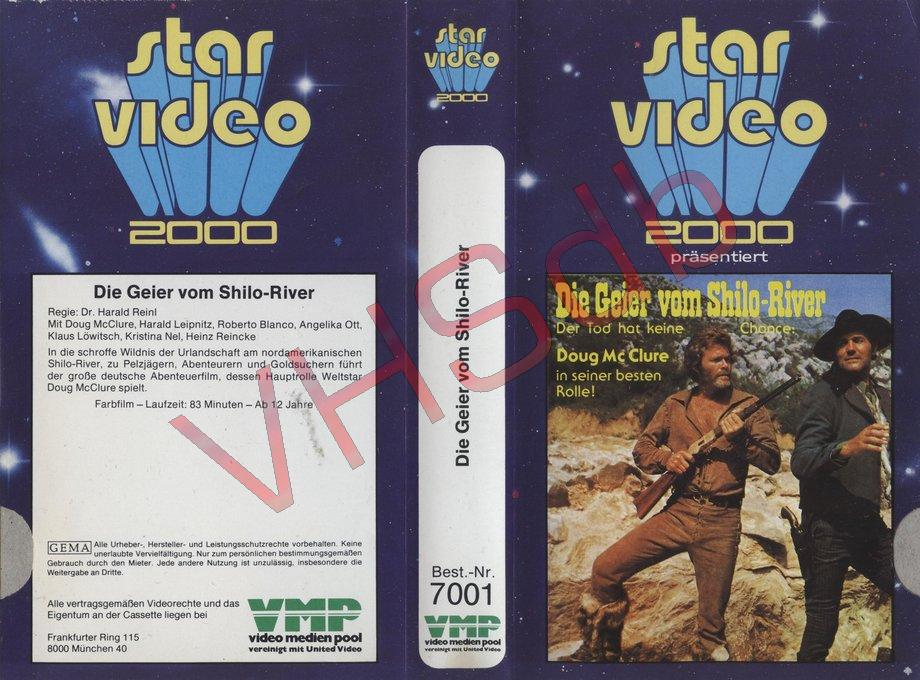 star
video
2000
Die Geier vom Shilo-River
Regie: Dr. Harald Reinl
Mit Doug McClure, Harald Leipnitz, Roberto Blanco, Angelika Ott,
Klaus Löwitsch, Kristina Nel, Heinz Reincke
In die schroffe Wildnis der Urlandschaft am nordamerikanischen
Shilo-River, zu Pelzjägern, Abenteurern und Goldsuchern führt
der große deutsche Abenteuerfilm, dessen Hauptrolle Weltstar
Doug McClure spielt.
Farbfilm – Laufzeit: 83 Minuten – Ab 12 Jahre
GEMA Alle Urheber-, Hersteller- und Leistungsschutzrechte vorbehalten. Keine
unerlaubte Vervielfältigung. Nur zum persönlichen bestimmungsgemäßen
Gebrauch durch den Mieter. Jede andere Nutzung ist unzulässig, insbesondere die
Weitergabe an Dritte.
Alle vertragsgemäßen Videorechte und das
Eigentum an der Cassette liegen bei
Frankfurter Ring 115
8000 München 40
VMP
video medien pool
vereinigt mit United Video
star
video
2000
Die Geier vom Shilo-River
Best.-Nr.
7001
VMP
video medien pool
vereinigt mit United Video
star
video
2000
präsentiert
Die Geier vom Shilo-River
Der Tod hat keine Chance:
Doug Mc Clure
in seiner besten
Rolle!
VHSdb